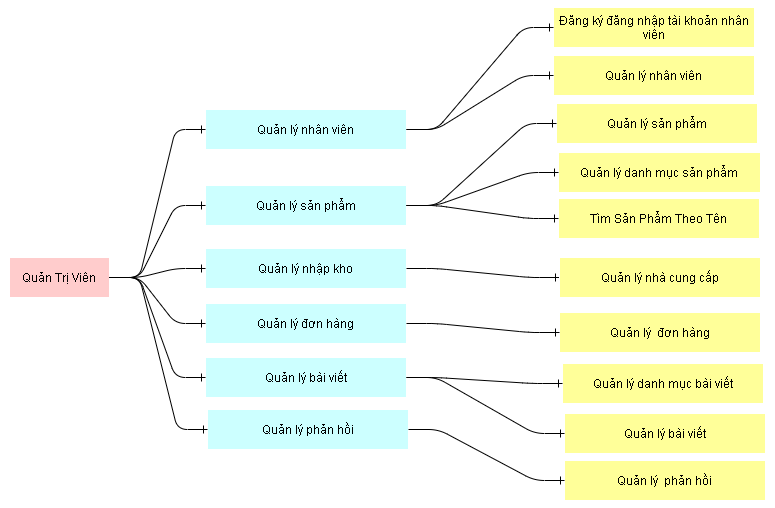 Quản Trị Viên
Quản lý nhân viên
Đăng ký đăng nhập tài khoản nhân
viên
Quản lý nhân viên
Quản lý sản phẩm
Quản lý sản phẩm
Quản lý danh mục sản phẩm
Tìm Sản Phẩm Theo Tên
Quản lý nhập kho
Quản lý nhà cung cấp
Quản lý đơn hàng
Quản lý  đơn hàng
Quản lý bài viết
Quản lý danh mục bài viết
Quản lý bài viết
Quản lý phản hồi
Quản lý  phản hồi